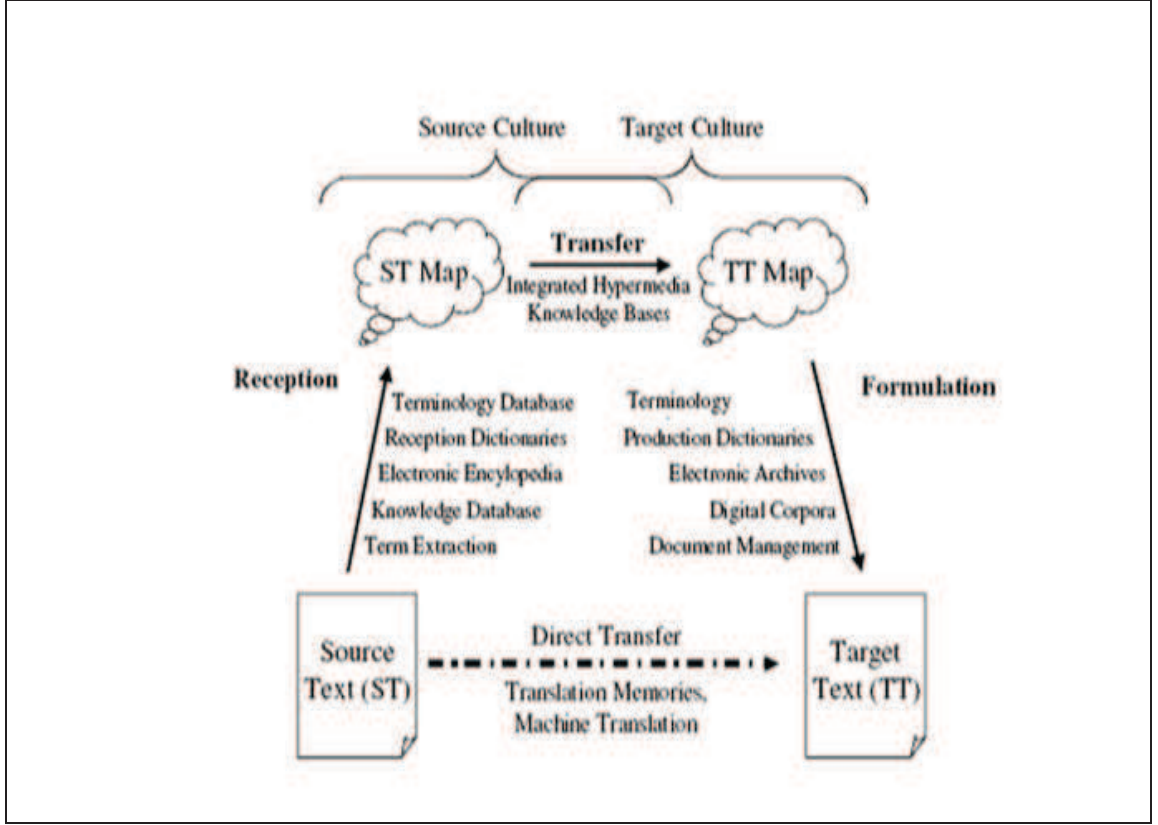 Source Culture
Target Culture
ST Map
Transfer
Integrated Hypermedia
Knowledge Bases
TT Map
Reception
Terminology Database
Reception Dictionaries
Electronic Encylopedia
Knowledge Database
Term Extraction
Terminology
Production Dictionaries
Electronic Archives
Digital Corpora
Document Management
Formulation
Source
Text (ST)
Direct Transfer
Translation Memories,
Machine Translation
Target
Text (TT)